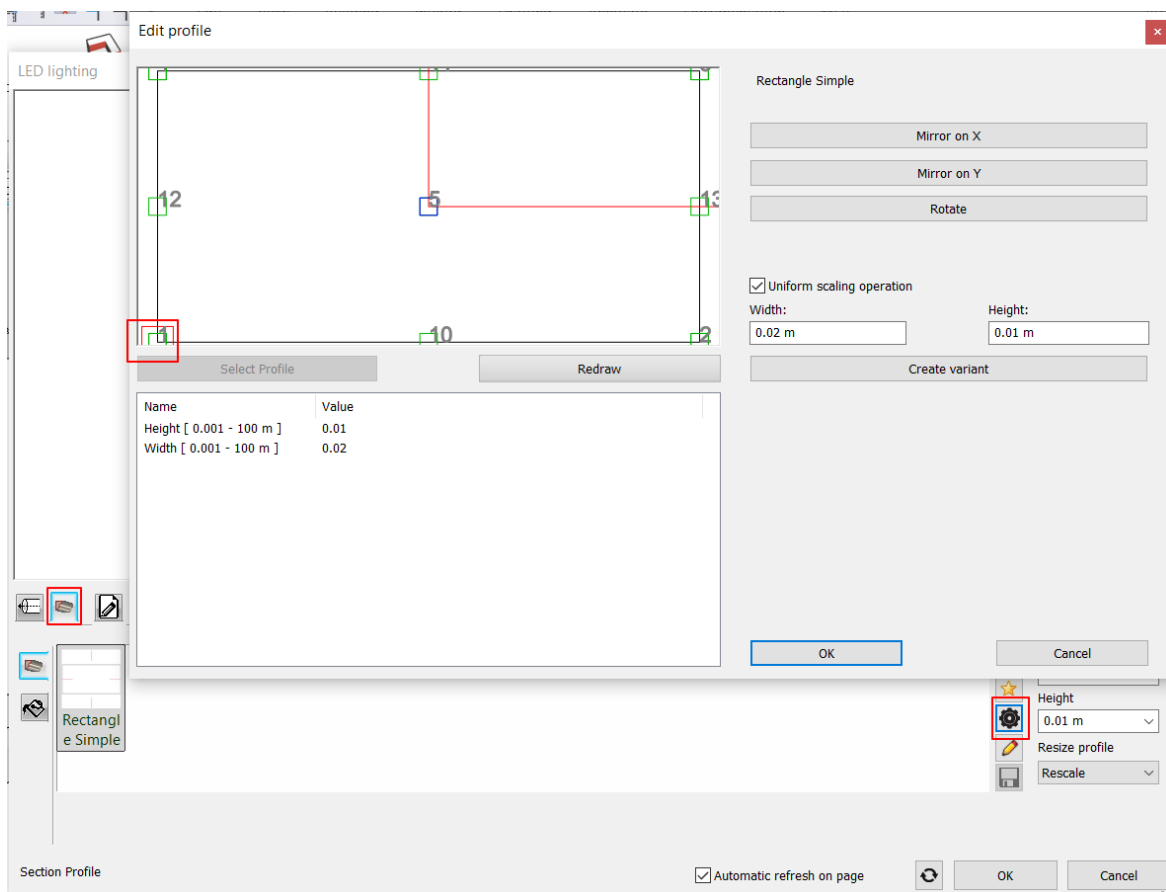 Edit profile
LED lighting
Rectangle Simple
Mirror on X
Mirror on Y
Rotate
12
5
13
1
10
2
Uniform scaling operation
Width:
Height:
0.02 m
0.01 m
Select Profile
Redraw
Create variant
Name
Value
Height [ 0.001 - 100 m ]
0.01
Width [ 0.001 - 100 m ]
0.02
OK
Cancel
Rectangl
e Simple
Height
0.01 m
Resize profile
Rescale
Section Profile
Automatic refresh on page
OK
Cancel